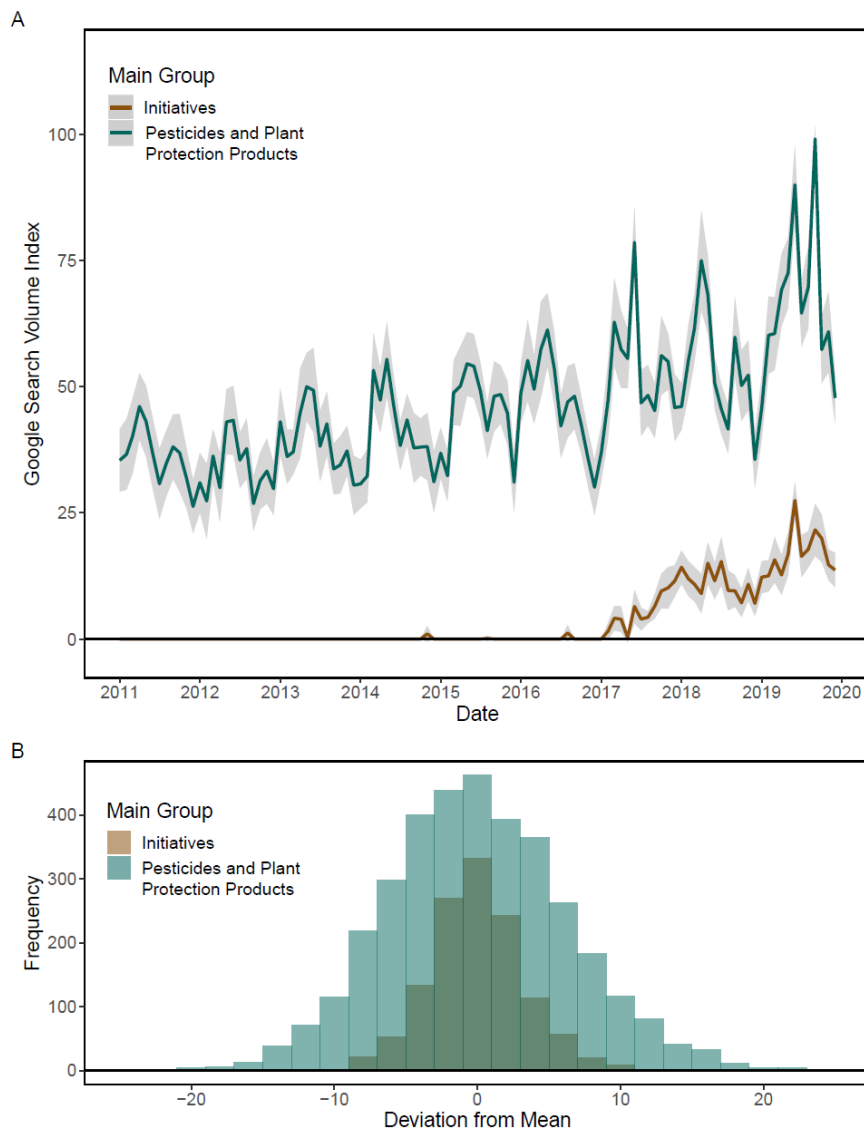 A
Main Group
Initiatives
Pesticides and Plant
Protection Products
Google Search Volume Index
100
75
50
25
0
2011 2012 2013 2014 2015 2016 2017 2018 2019 2020
Date
B
Main Group
Initiatives
Pesticides and Plant
Protection Products
Frequency
400
300
200
100
0
−20 −10 0 10 20
Deviation from Mean